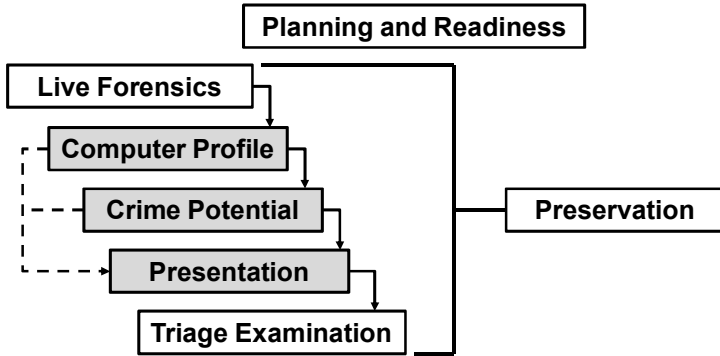 Planning and Readiness
Live Forensics
Computer Profile
Crime Potential
Preservation
Presentation
Triage Examination